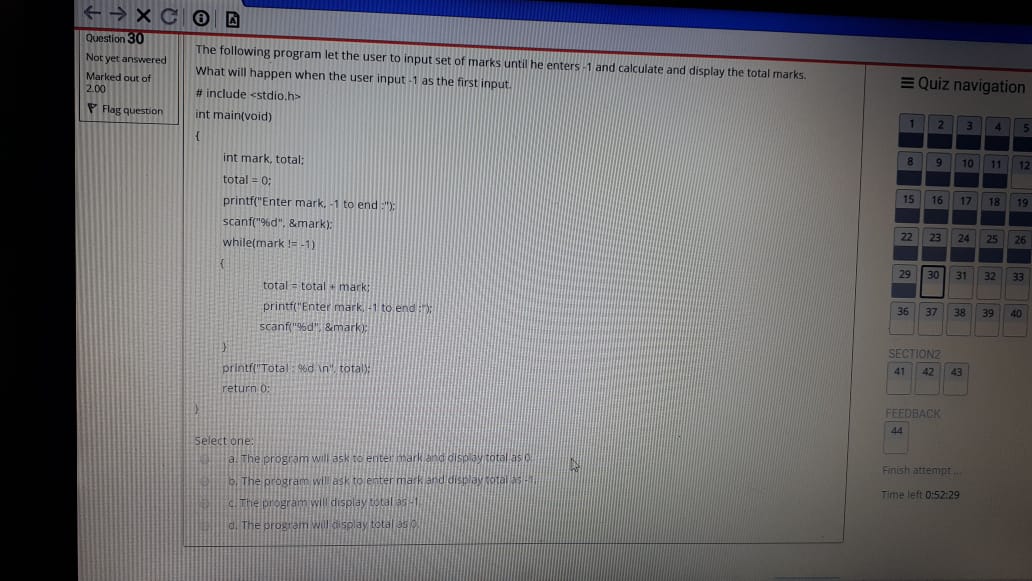 Question 30
Not yet answered
Marked out of
2.00
Flag question
The following program let the user to input set of marks until he enters -1 and calculate and display the total marks.
What will happen when the user input -1 as the first input.
# include <stdio.h>
int main(void)
{
int mark, total;
total = 0;
printf("Enter mark, -1 to end :");
scanf("%d", &mark);
while(mark != -1)
{
total = total + mark;
printf("Enter mark, -1 to end :");
scanf("%d", &mark);
}
printf("Total : %d \n", total);
return 0;
}
Select one:
a. The program will ask to enter mark and display total as 0.
b. The program will ask to enter mark and display total as -1.
c. The program will display total as -1.
d. The program will display total as 0.
Quiz navigation
1 2 3 4 5
8 9 10 11 12
15 16 17 18 19
22 23 24 25 26
29 30 31 32 33
36 37 38 39 40
SECTION2
41 42 43
FEEDBACK
44
Finish attempt ...
Time left 0:52:29